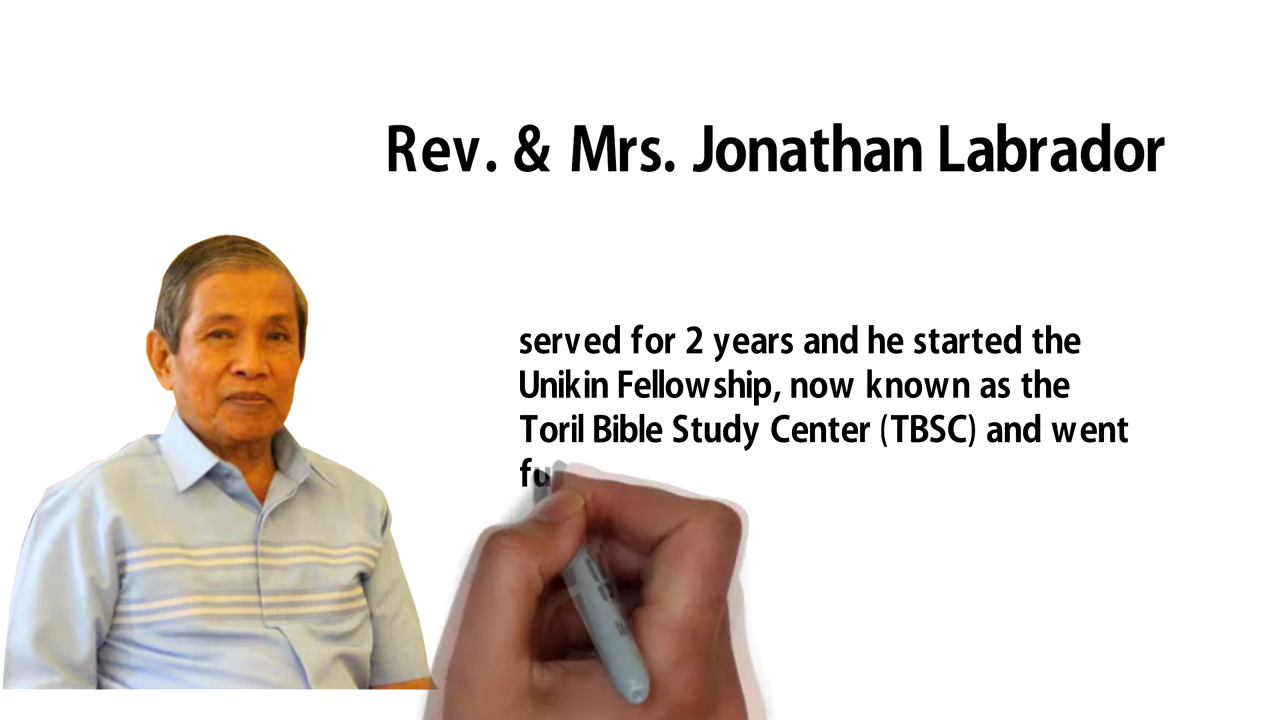 Rev. & Mrs. Jonathan Labrador
served for 2 years and he started the
Unikin Fellowship, now known as the
Toril Bible Study Center (TBSC) and went